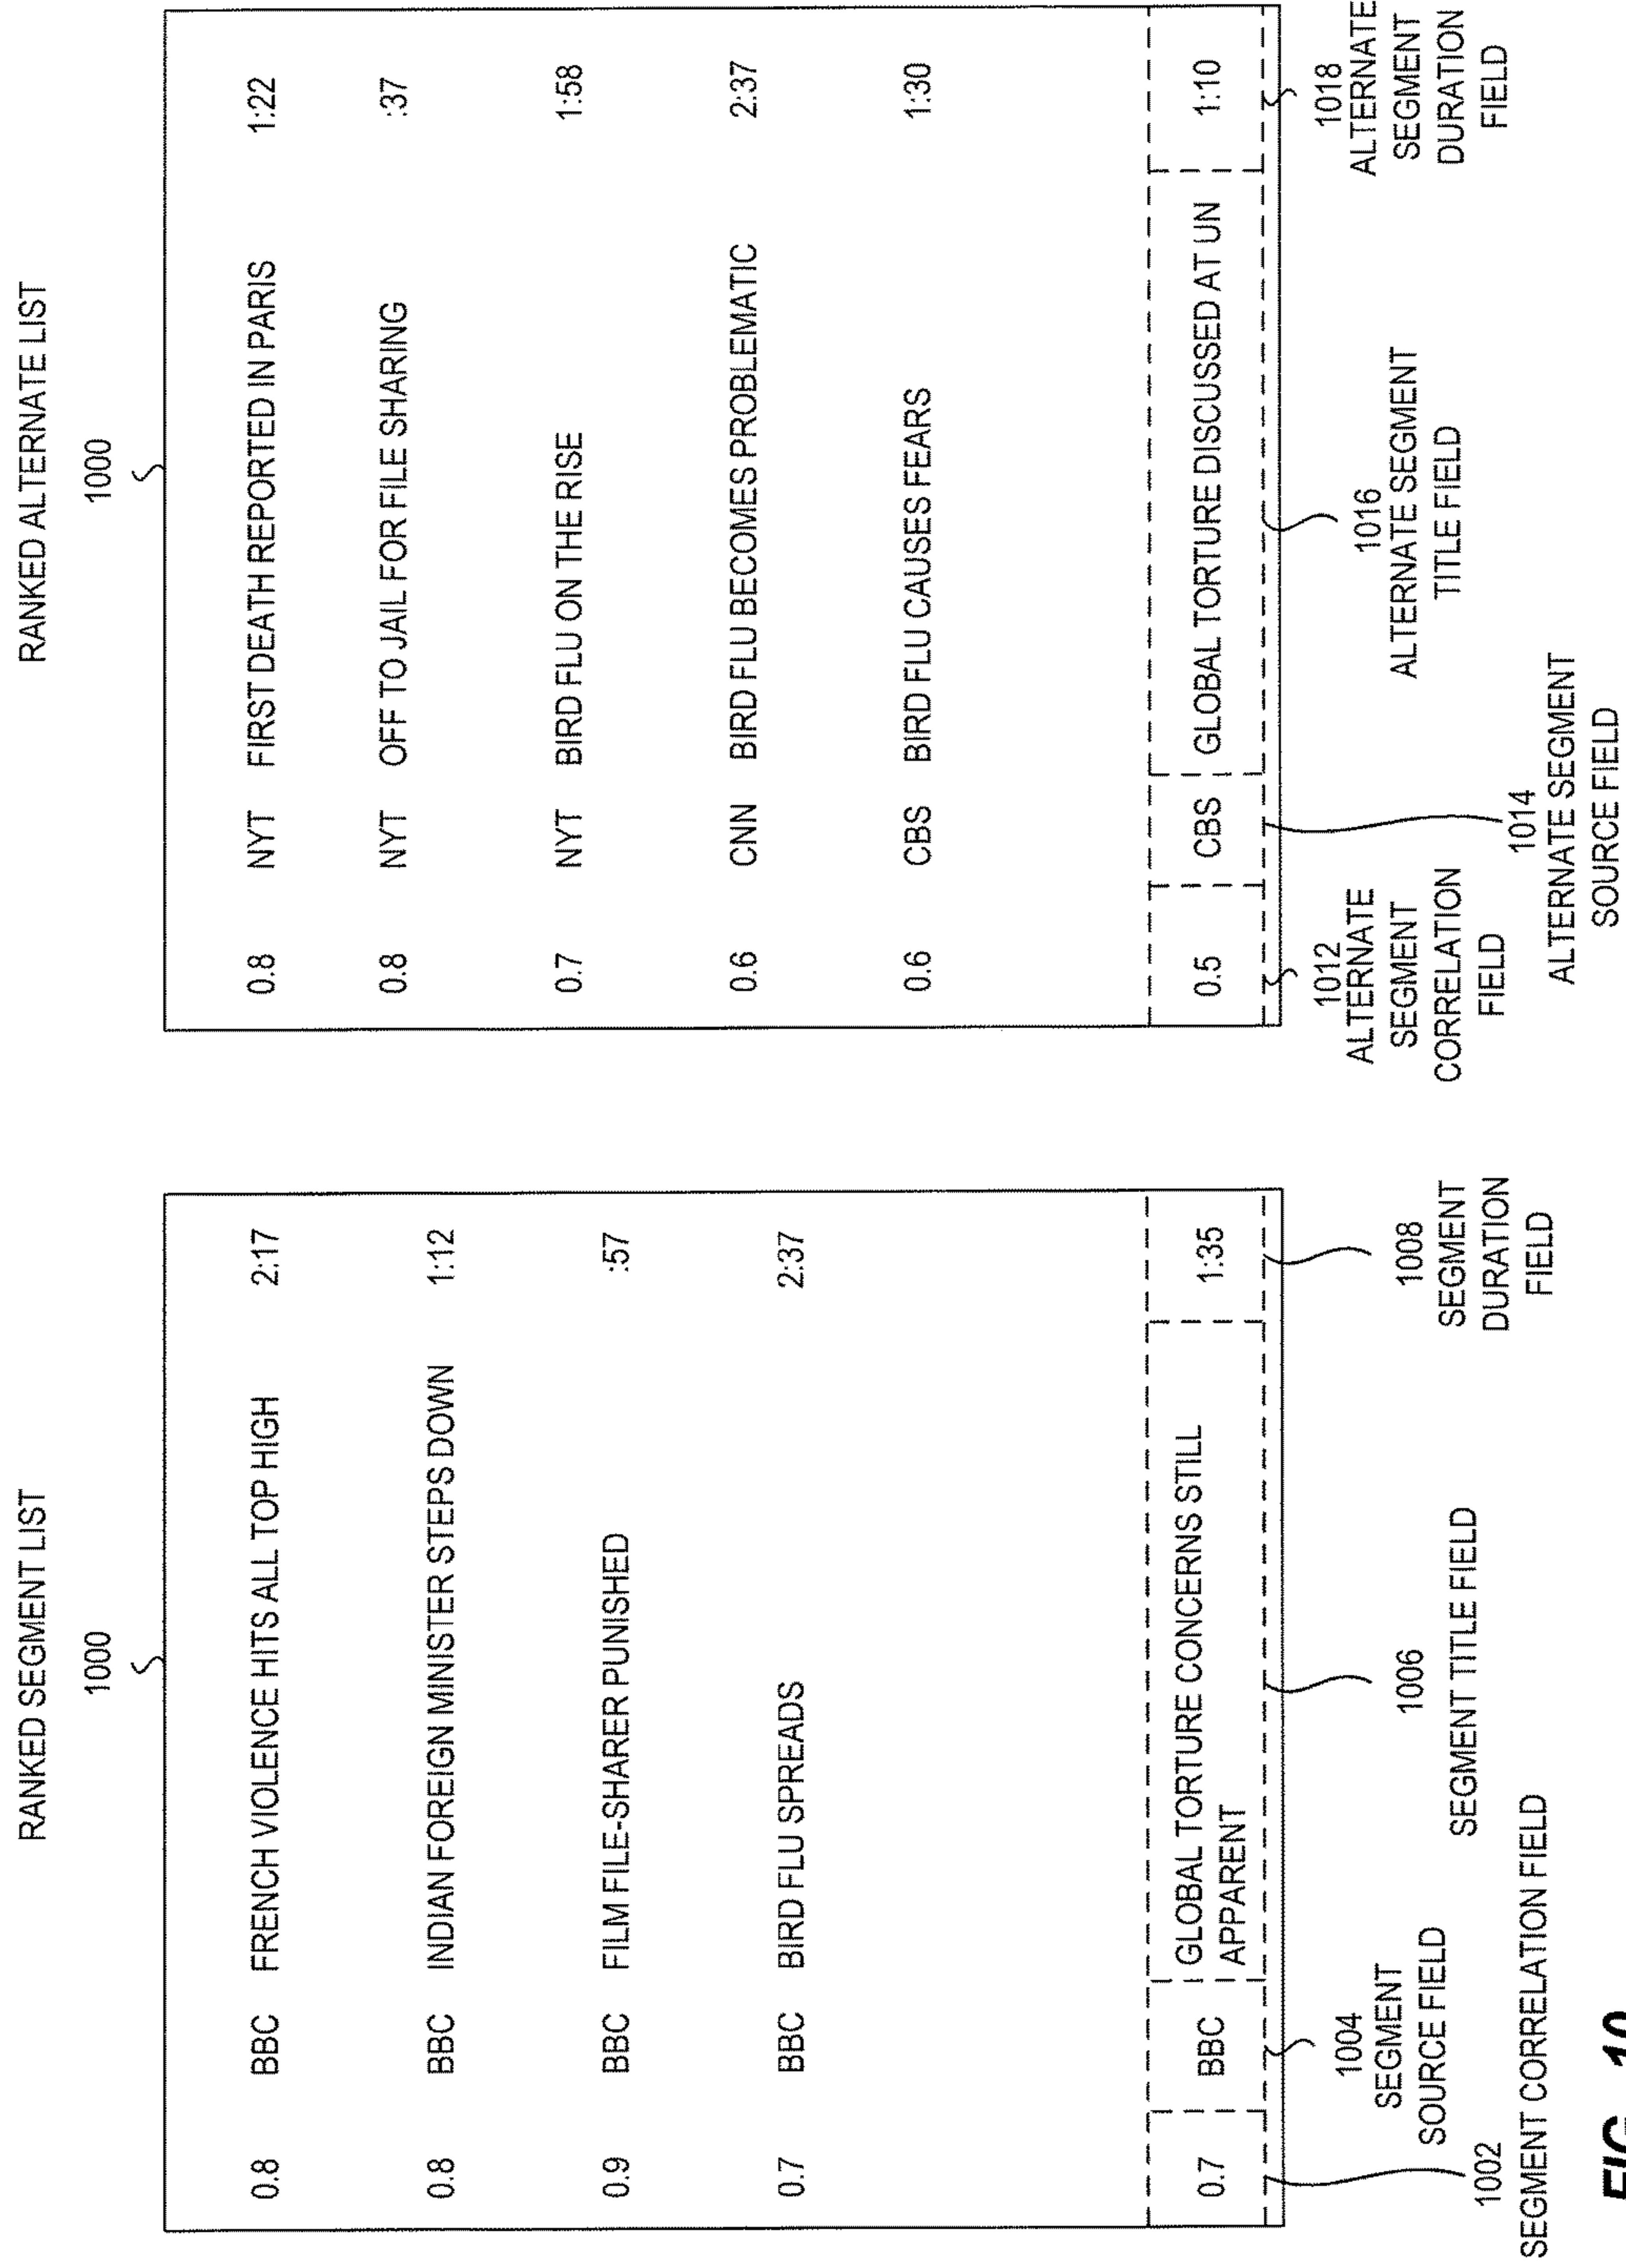 RANKED SEGMENT LIST
1000
0.8 BBC FRENCH VIOLENCE HITS ALL TOP HIGH 2:17
0.8 BBC INDIAN FOREIGN MINISTER STEPS DOWN 1:12
0.9 BBC FILM FILE-SHARER PUNISHED :57
0.7 BBC BIRD FLU SPREADS 2:37
0.7 BBC GLOBAL TORTURE CONCERNS STILL 1:35
APPARENT
1002
SEGMENT CORRELATION FIELD
1004
SEGMENT
SOURCE FIELD
1006
SEGMENT TITLE FIELD
1008
SEGMENT
DURATION
FIELD
RANKED ALTERNATE LIST
1000
0.8 NYT FIRST DEATH REPORTED IN PARIS 1:22
0.8 NYT OFF TO JAIL FOR FILE SHARING :37
0.7 NYT BIRD FLU ON THE RISE 1:58
0.6 CNN BIRD FLU BECOMES PROBLEMATIC 2:37
0.6 CBS BIRD FLU CAUSES FEARS 1:30
0.5 CBS GLOBAL TORTURE DISCUSSED AT UN 1:10
1012
ALTERNATE
SEGMENT
CORRELATION
FIELD
1014
ALTERNATE SEGMENT
SOURCE FIELD
1016
ALTERNATE SEGMENT
TITLE FIELD
1018
ALTERNATE
SEGMENT
DURATION
FIELD
FIG. 10